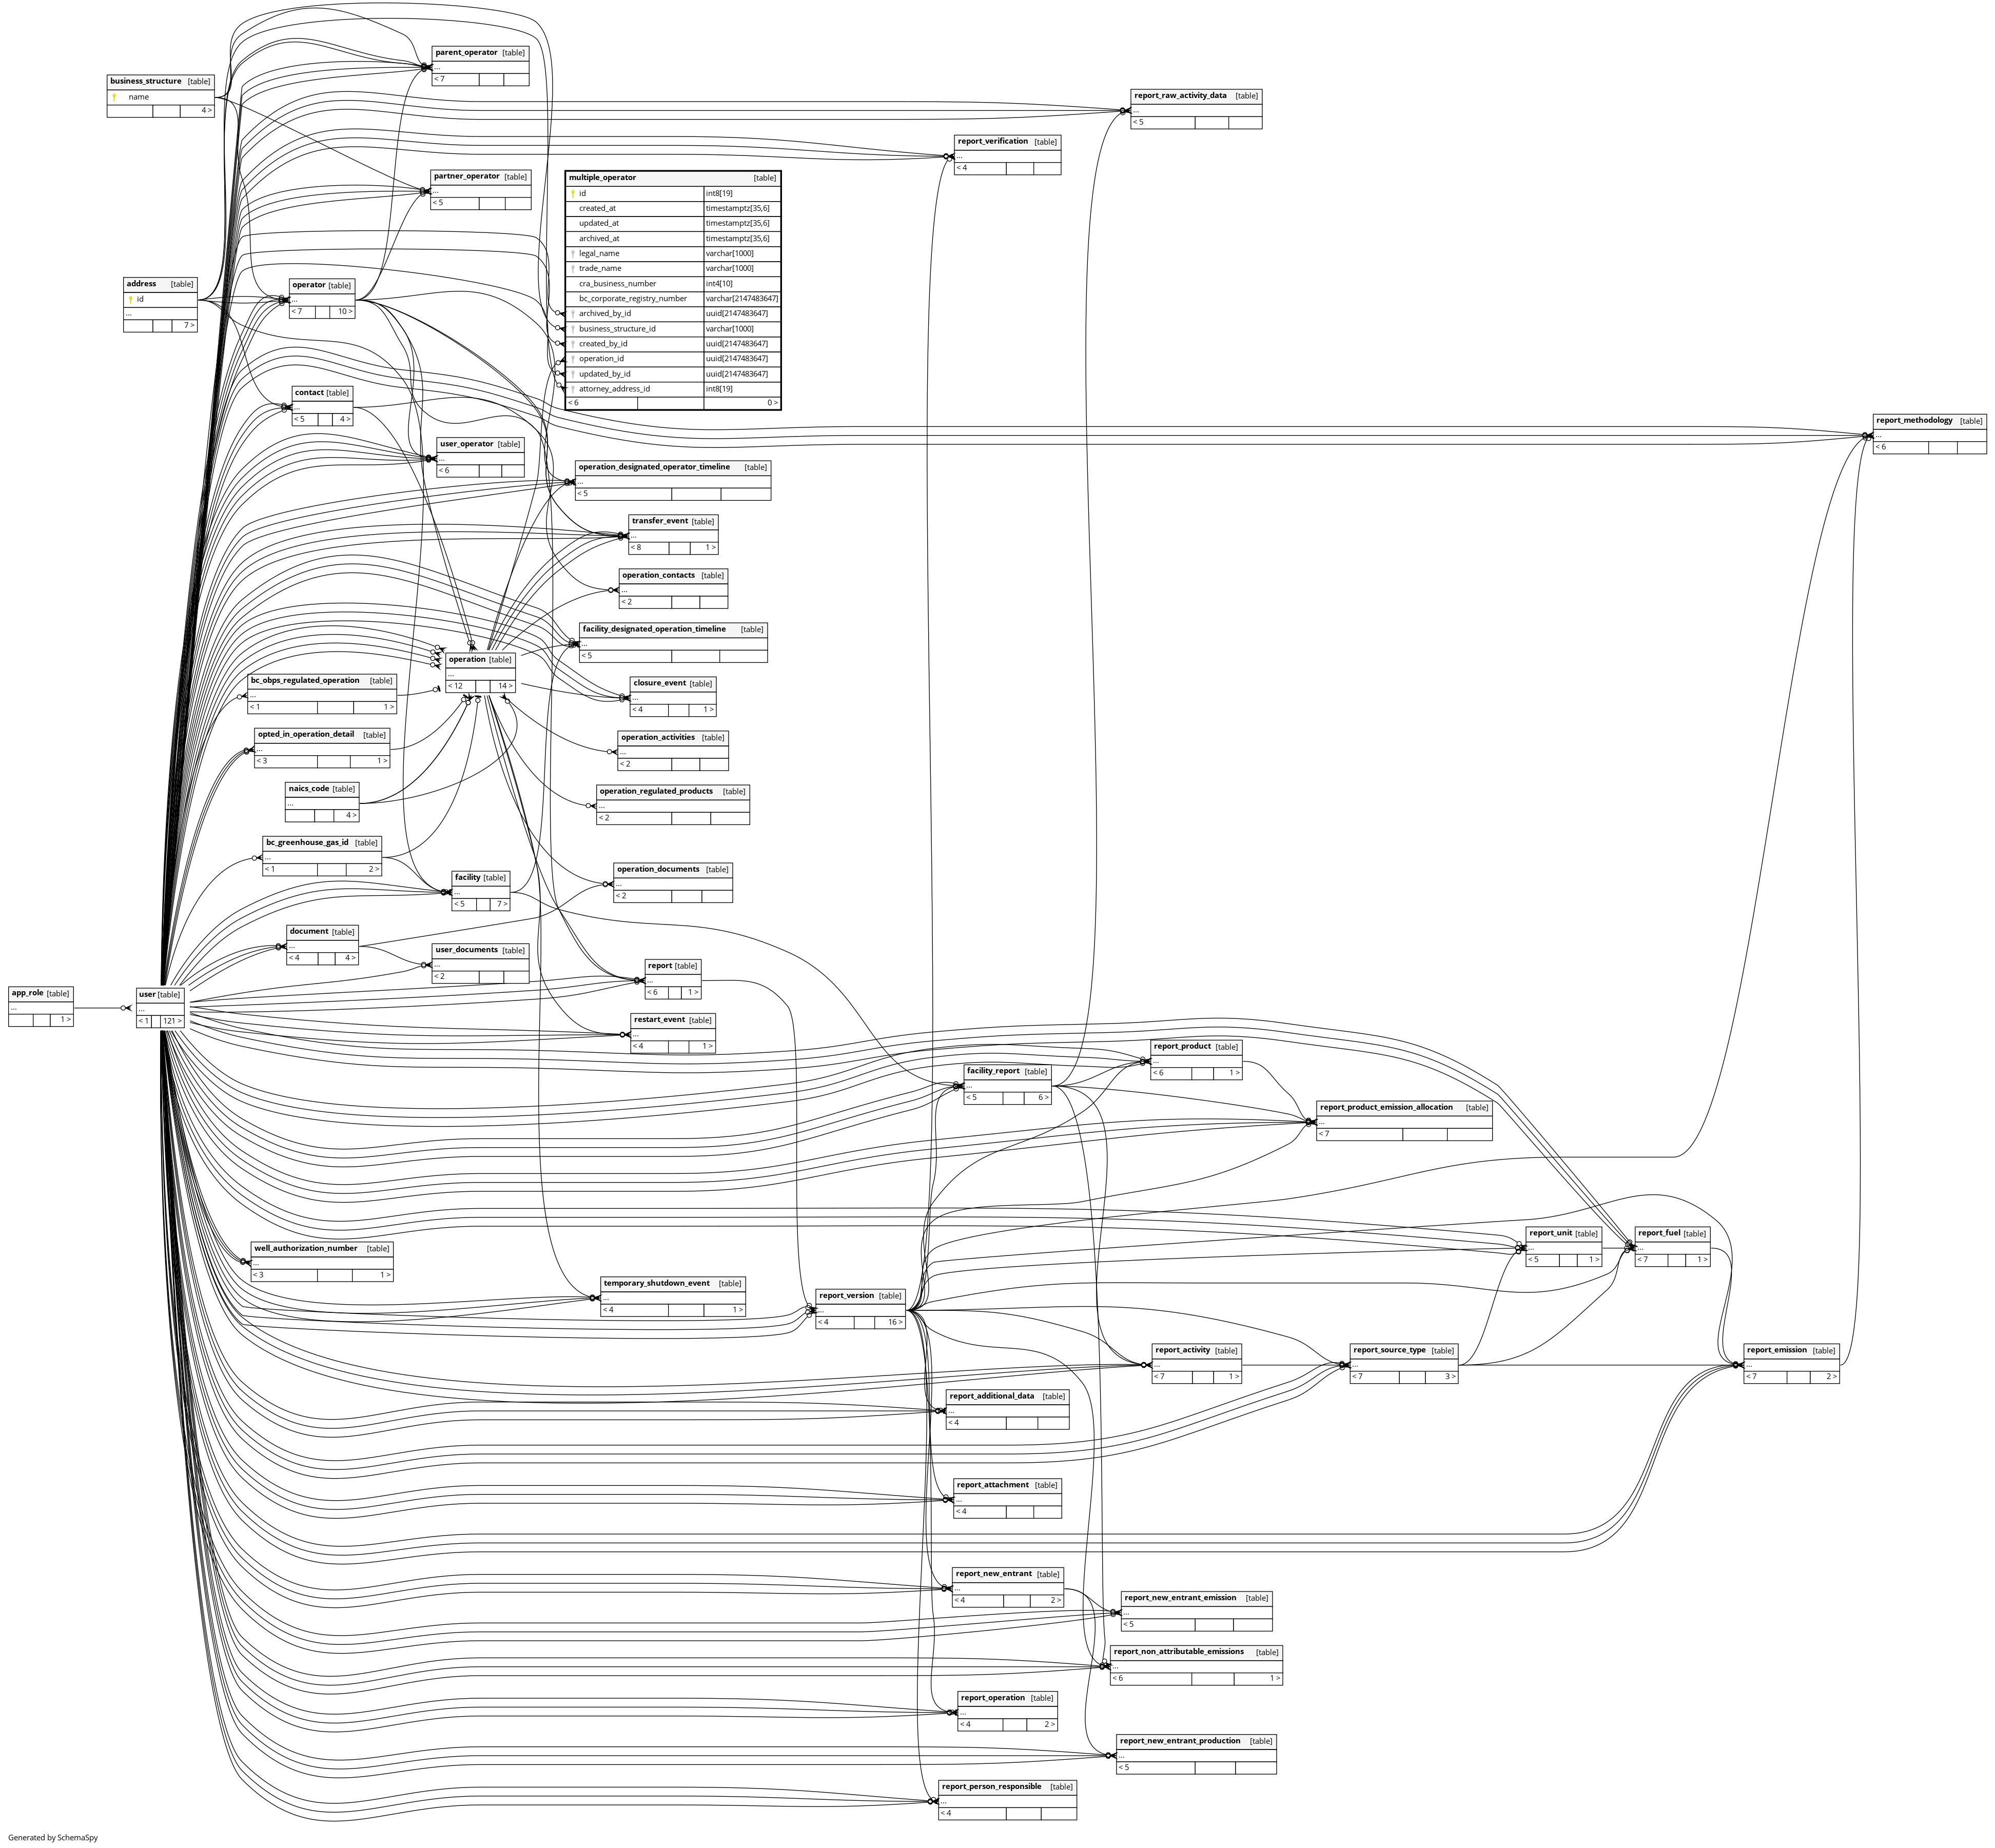 parent_operator [table]
...
< 7
business_structure [table]
name
4 >
report_raw_activity_data [table]
...
< 5
report_verification [table]
...
< 4
partner_operator [table]
...
< 5
multiple_operator [table]
id int8[19]
created_at timestamptz[35,6]
updated_at timestamptz[35,6]
archived_at timestamptz[35,6]
legal_name varchar[1000]
trade_name varchar[1000]
cra_business_number int4[10]
bc_corporate_registry_number varchar[2147483647]
archived_by_id uuid[2147483647]
business_structure_id varchar[1000]
created_by_id uuid[2147483647]
operation_id uuid[2147483647]
updated_by_id uuid[2147483647]
attorney_address_id int8[19]
< 6 0 >
address [table]
id
...
7 >
operator [table]
...
< 7 10 >
contact [table]
...
< 5 4 >
report_methodology [table]
...
< 6
user_operator [table]
...
< 6
operation_designated_operator_timeline [table]
...
< 5
transfer_event [table]
...
< 8 1 >
operation_contacts [table]
...
< 2
facility_designated_operation_timeline [table]
...
< 5
operation [table]
...
< 12 14 >
bc_obps_regulated_operation [table]
...
< 1 1 >
closure_event [table]
...
< 4 1 >
opted_in_operation_detail [table]
...
< 3 1 >
operation_activities [table]
...
< 2
naics_code [table]
...
4 >
operation_regulated_products [table]
...
< 2
bc_greenhouse_gas_id [table]
...
< 1 2 >
facility [table]
...
< 5 7 >
operation_documents [table]
...
< 2
document [table]
...
< 4 4 >
user_documents [table]
...
< 2
report [table]
...
< 6 1 >
app_role [table]
...
1 >
user [table]
...
< 1 121 >
restart_event [table]
...
< 4 1 >
report_product [table]
...
< 6 1 >
facility_report [table]
...
< 5 6 >
report_product_emission_allocation [table]
...
< 7
report_unit [table]
...
< 5 1 >
report_fuel [table]
...
< 7 1 >
well_authorization_number [table]
...
< 3 1 >
temporary_shutdown_event [table]
...
< 4 1 >
report_version [table]
...
< 4 16 >
report_activity [table]
...
< 7 1 >
report_source_type [table]
...
< 7 3 >
report_emission [table]
...
< 7 2 >
report_additional_data [table]
...
< 4
report_attachment [table]
...
< 4
report_new_entrant [table]
...
< 4 2 >
report_new_entrant_emission [table]
...
< 5
report_non_attributable_emissions [table]
...
< 6 1 >
report_operation [table]
...
< 4 2 >
report_new_entrant_production [table]
...
< 5
report_person_responsible [table]
...
< 4
Generated by SchemaSpy